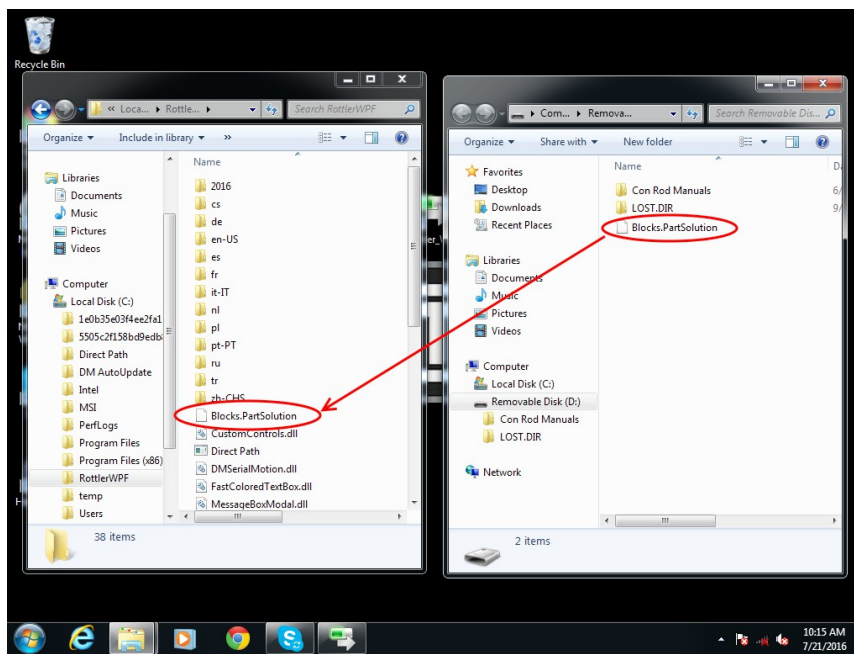 Recycle Bin
« Loca... Rottle...
Search RottlerWPF
Organize
Include in library
»
Libraries
Documents
Music
Pictures
Videos
Computer
Local Disk (C:)
1e0b35e03f4ee2fa1
5505c2f158bd9edb
Direct Path
DM AutoUpdate
Intel
MSI
PerfLogs
Program Files
Program Files (x86)
RottlerWPF
temp
Users
Name
2016
cs
de
en-US
es
fr
it-IT
nl
pl
pt-PT
ru
tr
zh-CHS
Blocks.PartSolution
CustomControls.dll
Direct Path
DMSerialMotion.dll
FastColoredTextBox.dll
MessageBoxModal.dll
38 items
Com... Remova...
Search Removable Dis...
Organize
Share with
New folder
Favorites
Desktop
Downloads
Recent Places
Libraries
Documents
Music
Pictures
Videos
Computer
Local Disk (C:)
Removable Disk (D:)
Con Rod Manuals
LOST.DIR
Network
Name
Con Rod Manuals
6/
LOST.DIR
9/
Blocks.PartSolution
2 items
10:15 AM
7/21/2016